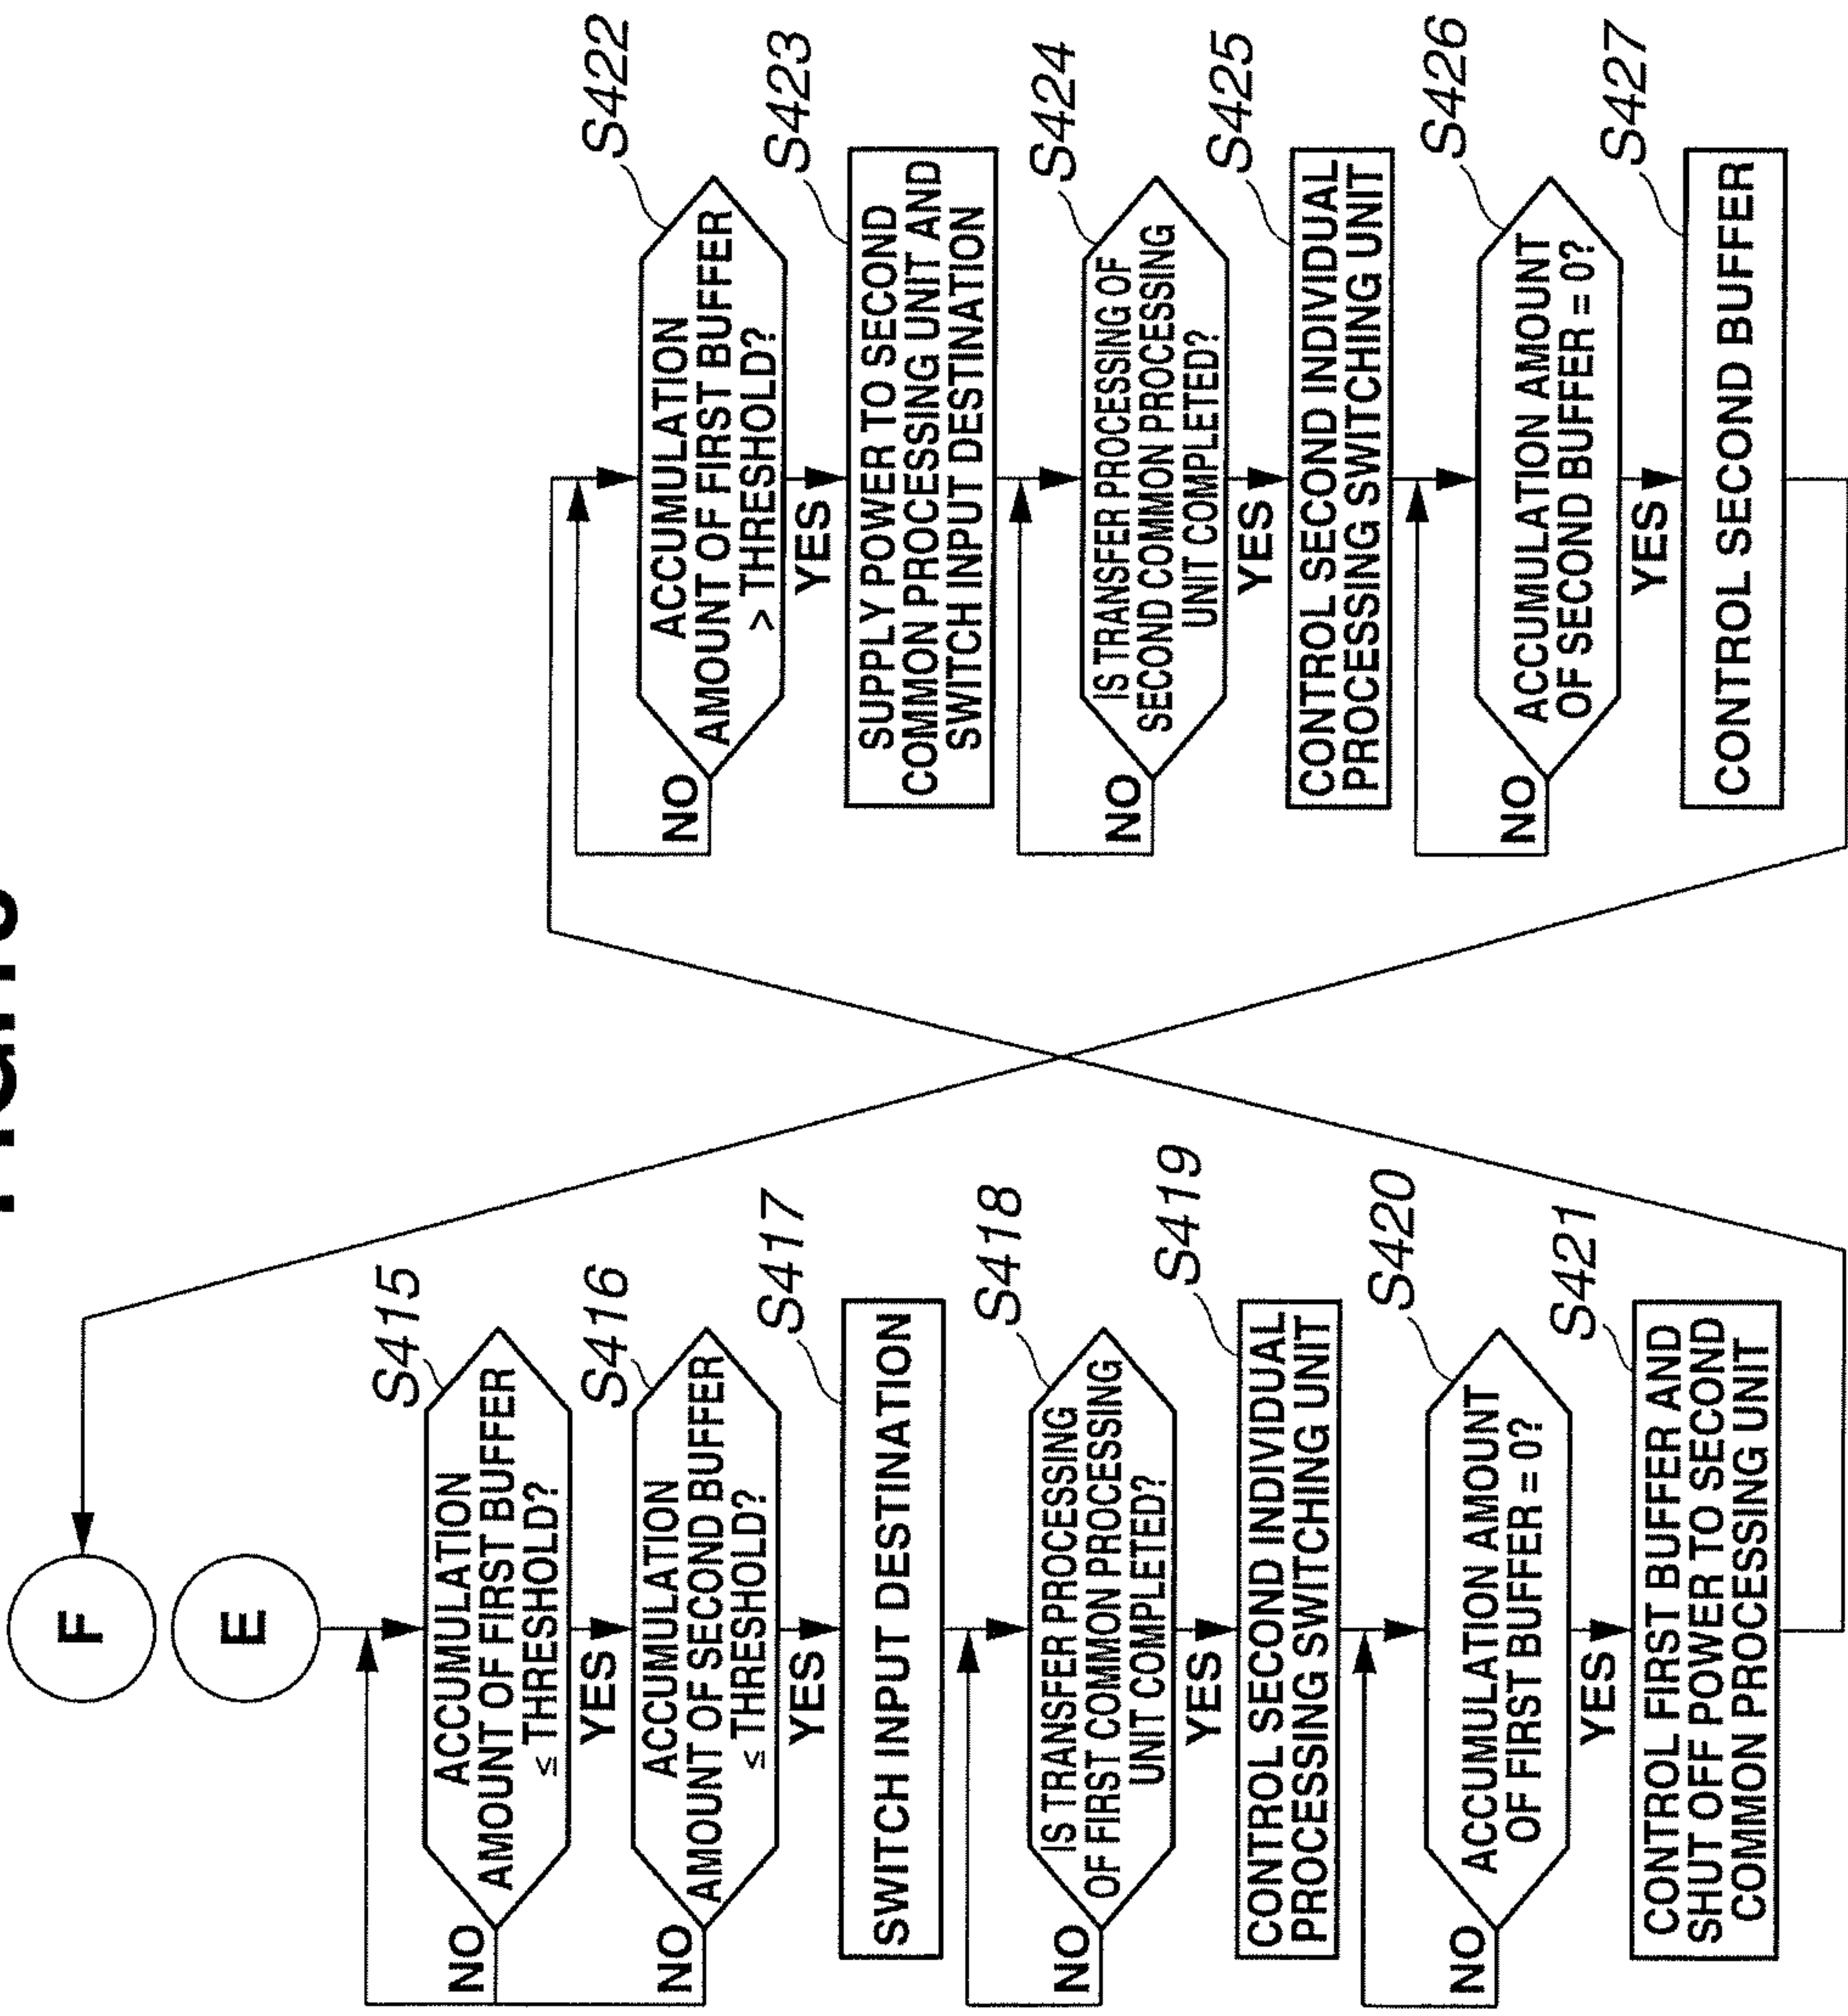 F
E
S415
ACCUMULATION
AMOUNT OF FIRST BUFFER
≤ THRESHOLD?
NO
YES
S416
ACCUMULATION
AMOUNT OF SECOND BUFFER
≤ THRESHOLD?
NO
YES
S417
SWITCH INPUT DESTINATION
S418
IS TRANSFER PROCESSING
OF FIRST COMMON PROCESSING
UNIT COMPLETED?
NO
YES
S419
CONTROL SECOND INDIVIDUAL
PROCESSING SWITCHING UNIT
S420
ACCUMULATION AMOUNT
OF FIRST BUFFER = 0?
NO
YES
S421
CONTROL FIRST BUFFER AND
SHUT OFF POWER TO SECOND
COMMON PROCESSING UNIT
S422
ACCUMULATION
AMOUNT OF FIRST BUFFER
> THRESHOLD?
NO
YES
S423
SUPPLY POWER TO SECOND
COMMON PROCESSING UNIT AND
SWITCH INPUT DESTINATION
S424
IS TRANSFER PROCESSING OF
SECOND COMMON PROCESSING
UNIT COMPLETED?
NO
YES
S425
CONTROL SECOND INDIVIDUAL
PROCESSING SWITCHING UNIT
S426
ACCUMULATION AMOUNT
OF SECOND BUFFER = 0?
NO
YES
S427
CONTROL SECOND BUFFER